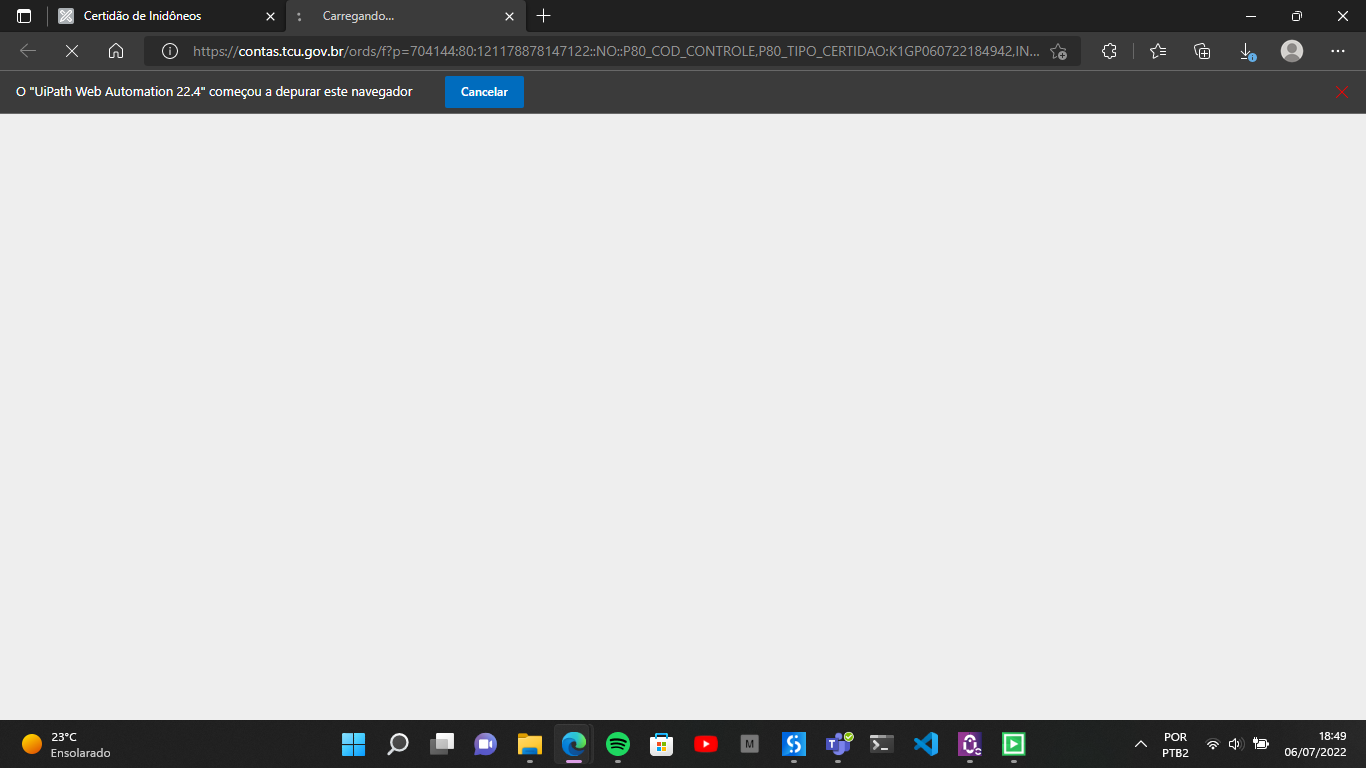 Certidão de Inidôneos
Carregando...
https://contas.tcu.gov.br/ords/f?p=704144:80:121178878147122::NO::P80_COD_CONTROLE,P80_TIPO_CERTIDAO:K1GP060722184942,IN...
O "UiPath Web Automation 22.4" começou a depurar este navegador
Cancelar
23°C
Ensolarado
M
POR
PTB2
18:49
06/07/2022